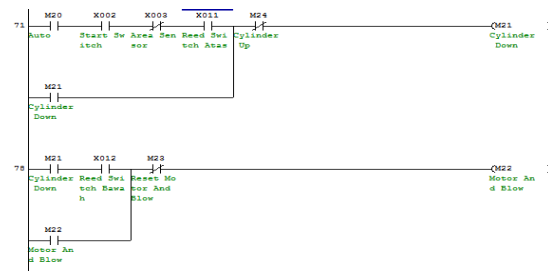 M20 X002 X003 X011 M24
71 (M21
Auto Start Sw Area Sen Reed Swi Cylinder Cylinder
itch sor tch Atas Up Down
M21
Cylinder
Down
M21 X012 M23
78 (M22
Cylinder Reed Swi Reset Mo Motor An
Down tch Bawa tor And d Blow
h Blow
M22
Motor An
d Blow